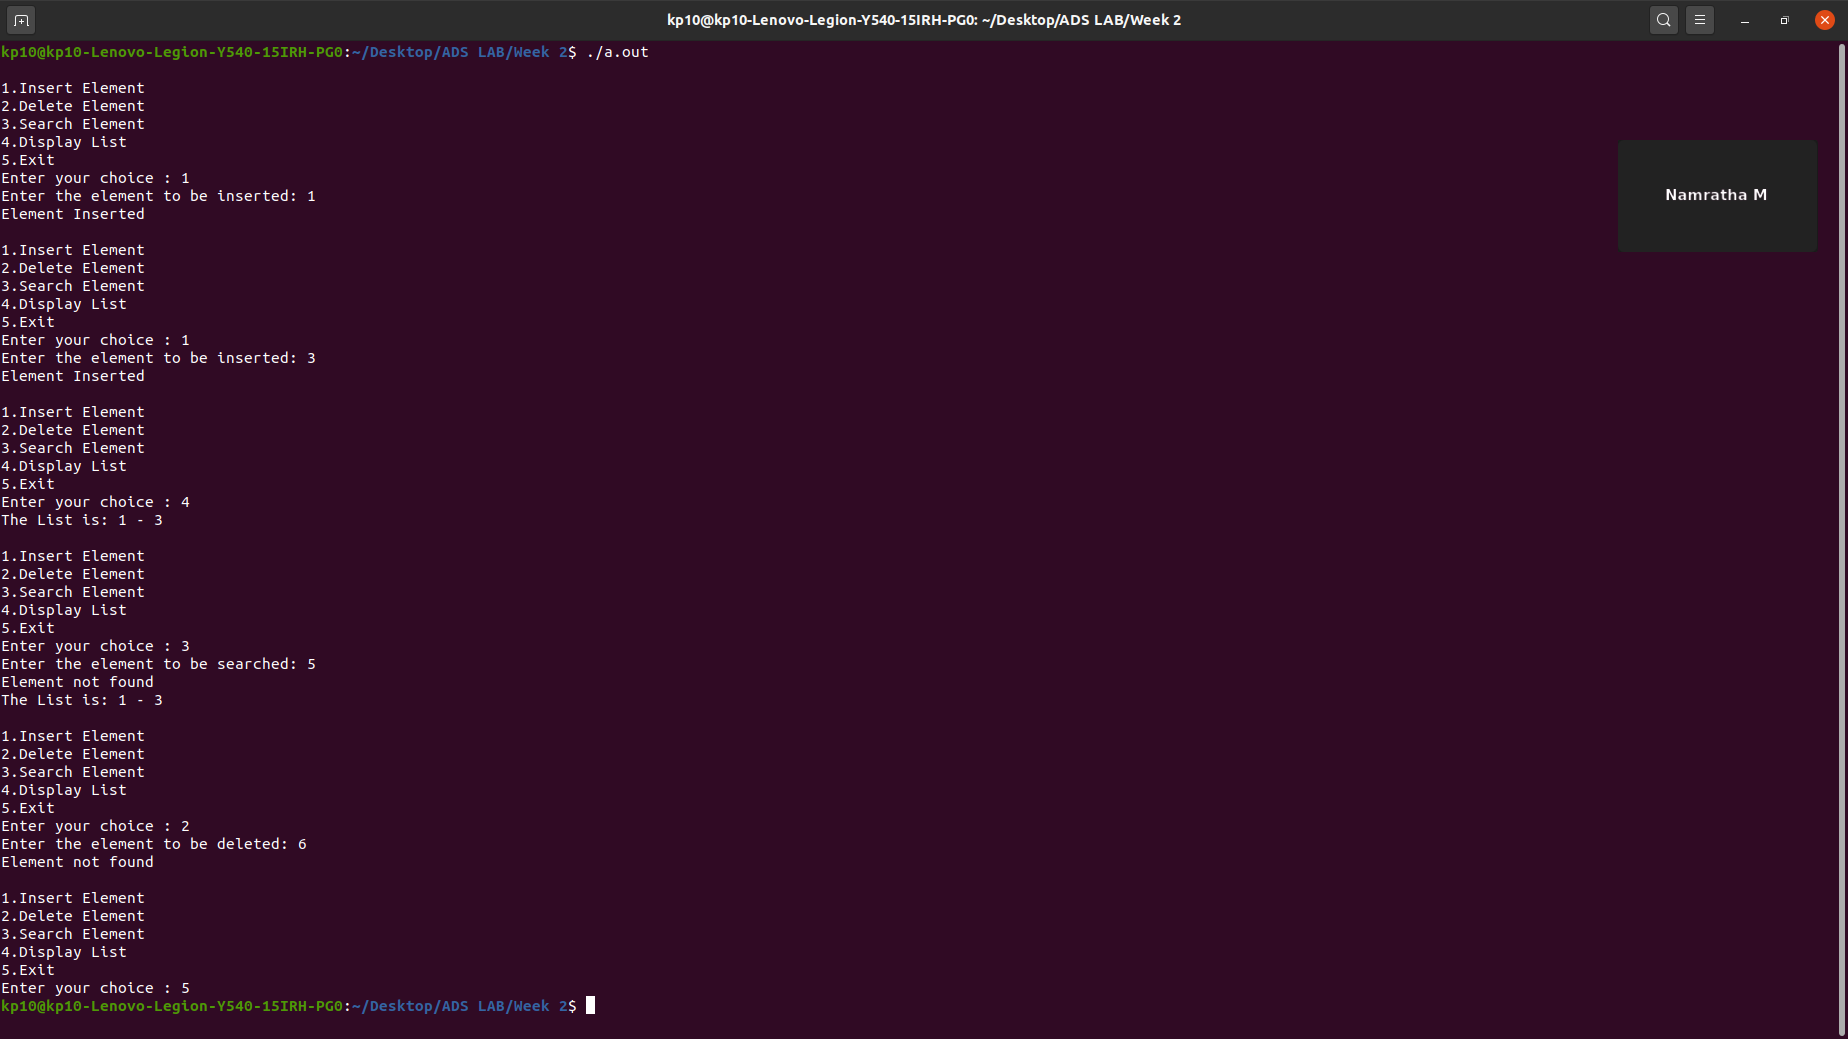 kp10@kp10-Lenovo-Legion-Y540-15IRH-PG0: ~/Desktop/ADS LAB/Week 2
kp10@kp10-Lenovo-Legion-Y540-15IRH-PG0:~/Desktop/ADS LAB/Week 2$ ./a.out
1.Insert Element
2.Delete Element
3.Search Element
4.Display List
5.Exit
Enter your choice : 1
Enter the element to be inserted: 1
Element Inserted
1.Insert Element
2.Delete Element
3.Search Element
4.Display List
5.Exit
Enter your choice : 1
Enter the element to be inserted: 3
Element Inserted
1.Insert Element
2.Delete Element
3.Search Element
4.Display List
5.Exit
Enter your choice : 4
The List is: 1 - 3
1.Insert Element
2.Delete Element
3.Search Element
4.Display List
5.Exit
Enter your choice : 3
Enter the element to be searched: 5
Element not found
The List is: 1 - 3
1.Insert Element
2.Delete Element
3.Search Element
4.Display List
5.Exit
Enter your choice : 2
Enter the element to be deleted: 6
Element not found
1.Insert Element
2.Delete Element
3.Search Element
4.Display List
5.Exit
Enter your choice : 5
kp10@kp10-Lenovo-Legion-Y540-15IRH-PG0:~/Desktop/ADS LAB/Week 2$
Namratha M